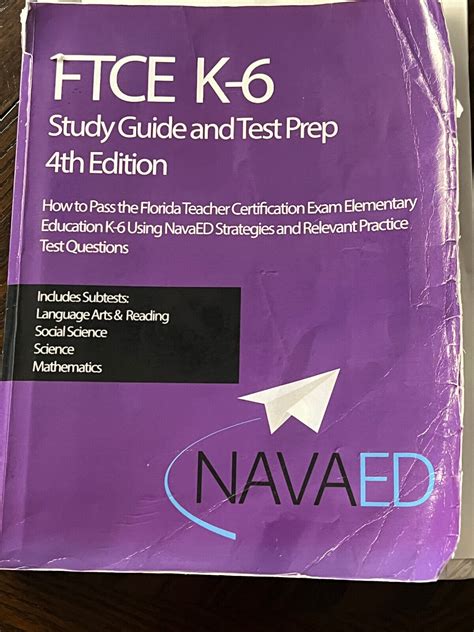 FTCE K-6
Study Guide and Test Prep
4th Edition
How to Pass the Florida Teacher Certification Exam Elementary
Education K-6 Using NavaED Strategies and Relevant Practice
Test Questions
Includes Subtests:
Language Arts & Reading
Social Science
Science
Mathematics
NAVAED